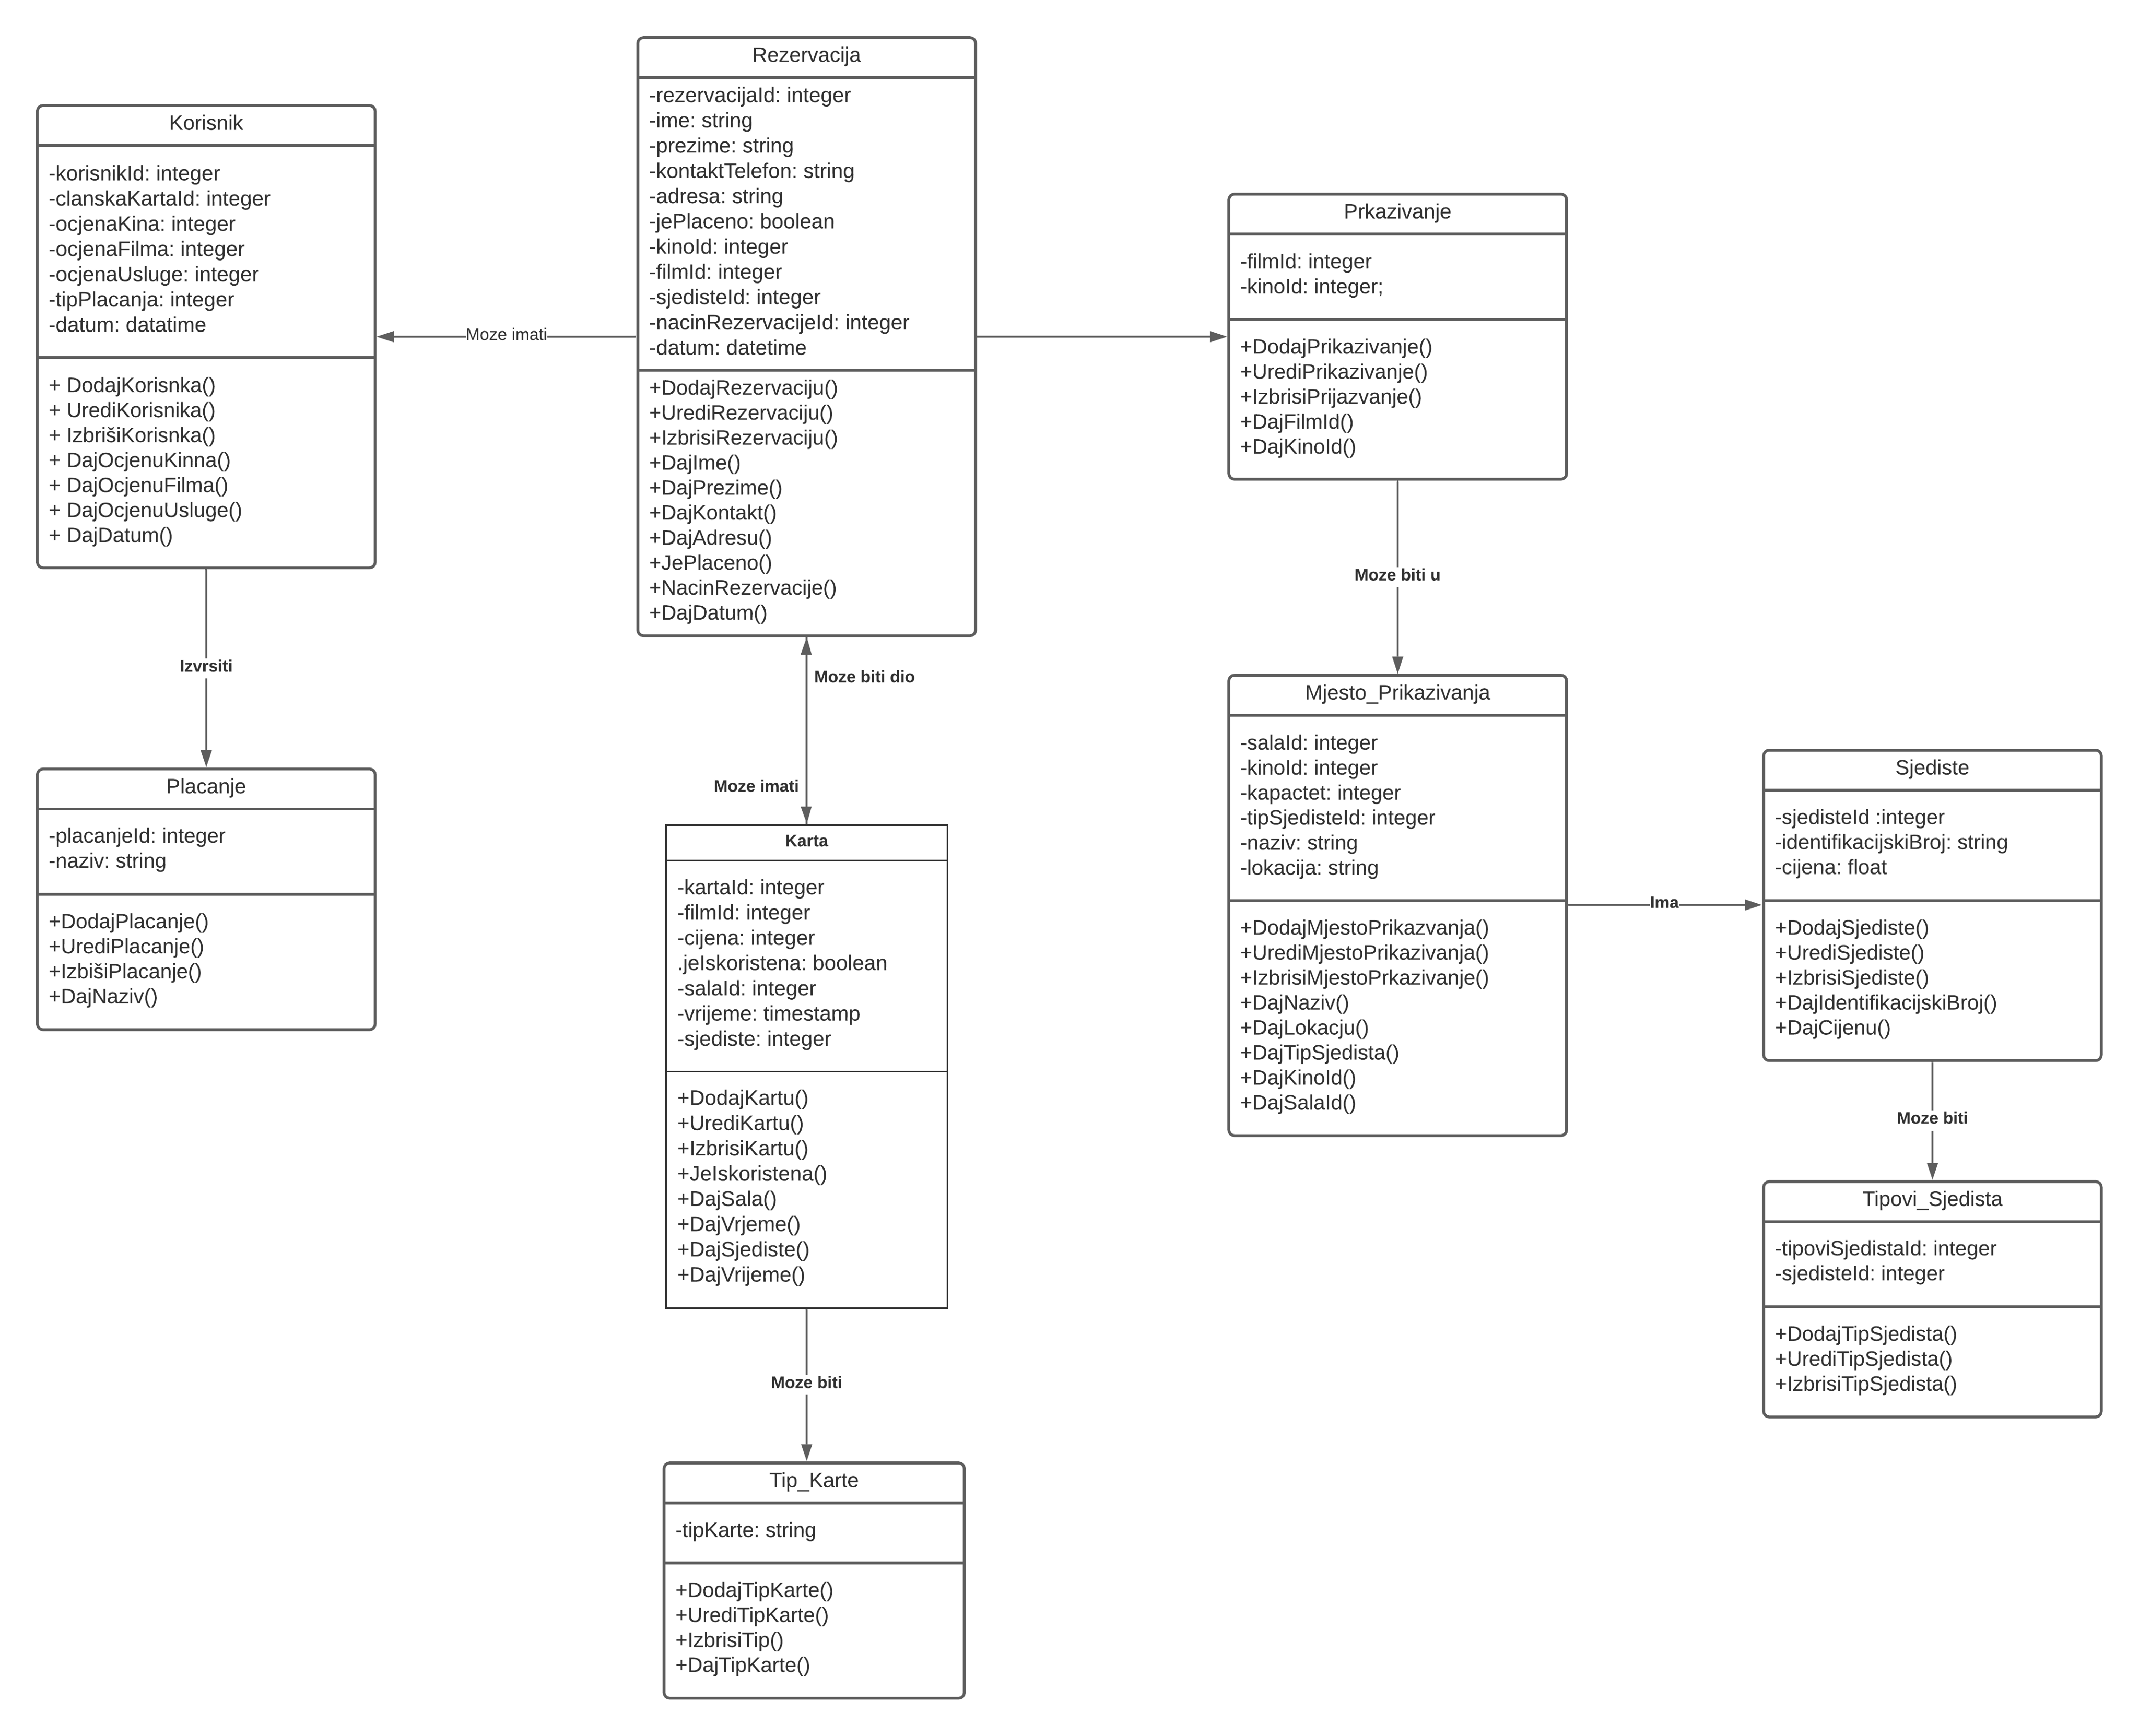 Rezervacija
-rezervacijaId: integer
-ime: string
-prezime: string
-kontaktTelefon: string
-adresa: string
-jePlaceno: boolean
-kinoId: integer
-filmId: integer
-sjedisteId: integer
-nacinRezervacijeId: integer
-datum: datetime
+DodajRezervaciju()
+UrediRezervaciju()
+IzbrisiRezervaciju()
+DajIme()
+DajPrezime()
+DajKontakt()
+DajAdresu()
+JePlaceno()
+NacinRezervacije()
+DajDatum()
Korisnik
-korisnikId: integer
-clanskaKartaId: integer
-ocjenaKina: integer
-ocjenaFilma: integer
-ocjenaUsluge: integer
-tipPlacanja: integer
-datum: datatime
+ DodajKorisnka()
+ UrediKorisnika()
+ IzbrišiKorisnka()
+ DajOcjenuKinna()
+ DajOcjenuFilma()
+ DajOcjenuUsluge()
+ DajDatum()
Moze imati
Prkazivanje
-filmId: integer
-kinoId: integer;
+DodajPrikazivanje()
+UrediPrikazivanje()
+IzbrisiPrijazvanje()
+DajFilmId()
+DajKinoId()
Moze biti u
Izvrsiti
Moze biti dio
Moze imati
Placanje
-placanjeId: integer
-naziv: string
+DodajPlacanje()
+UrediPlacanje()
+IzbišiPlacanje()
+DajNaziv()
Karta
-kartaId: integer
-filmId: integer
-cijena: integer
.jeIskoristena: boolean
-salaId: integer
-vrijeme: timestamp
-sjediste: integer
+DodajKartu()
+UrediKartu()
+IzbrisiKartu()
+JeIskoristena()
+DajSala()
+DajVrjeme()
+DajSjediste()
+DajVrijeme()
Mjesto_Prikazivanja
-salaId: integer
-kinoId: integer
-kapactet: integer
-tipSjedisteId: integer
-naziv: string
-lokacija: string
+DodajMjestoPrikazvanja()
+UrediMjestoPrikazivanja()
+IzbrisiMjestoPrkazivanje()
+DajNaziv()
+DajLokacju()
+DajTipSjedista()
+DajKinoId()
+DajSalaId()
Ima
Sjediste
-sjedisteId :integer
-identifikacijskiBroj: string
-cijena: float
+DodajSjediste()
+UrediSjediste()
+IzbrisiSjediste()
+DajIdentifikacijskiBroj()
+DajCijenu()
Moze biti
Tipovi_Sjedista
-tipoviSjedistaId: integer
-sjedisteId: integer
+DodajTipSjedista()
+UrediTipSjedista()
+IzbrisiTipSjedista()
Moze biti
Tip_Karte
-tipKarte: string
+DodajTipKarte()
+UrediTipKarte()
+IzbrisiTip()
+DajTipKarte()